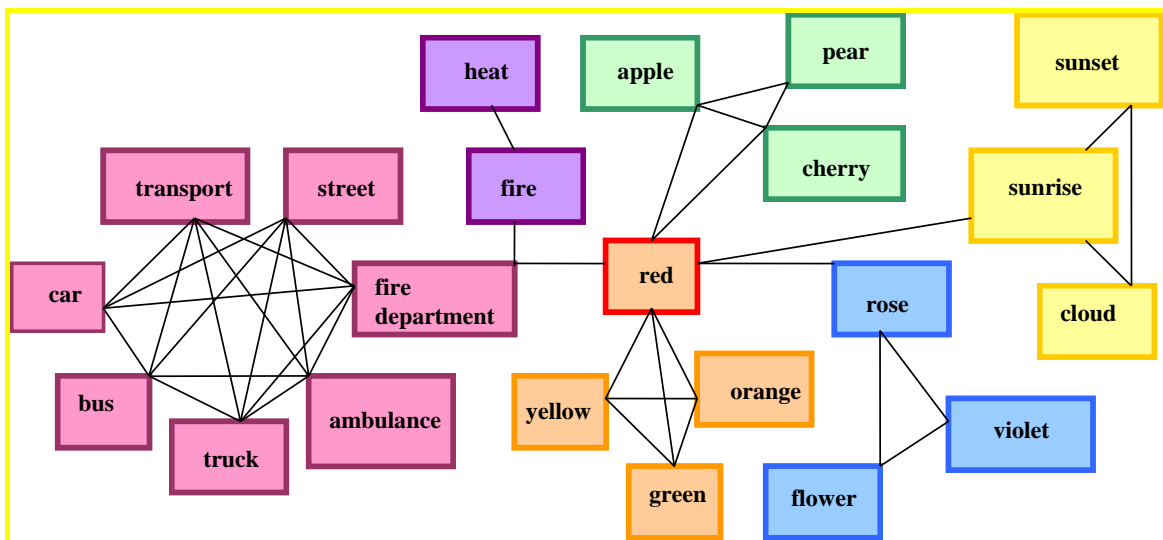 heat
apple
pear
sunset
transport
street
fire
cherry
sunrise
car
fire
department
red
rose
cloud
bus
truck
ambulance
yellow
orange
green
flower
violet